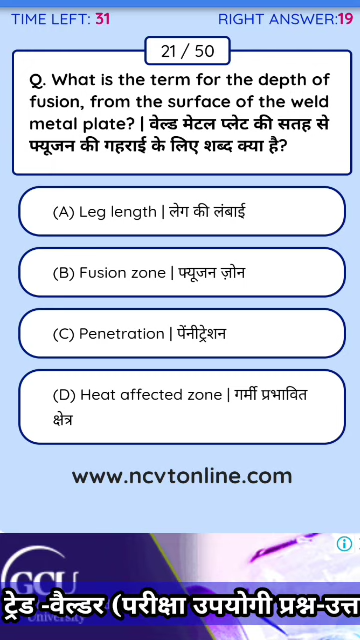 TIME LEFT: 31 RIGHT ANSWER:19
21 / 50
Q. What is the term for the depth of
fusion, from the surface of the weld
metal plate? | वेल्ड मेटल प्लेट की सतह से
फ्यूजन की गहराई के लिए शब्द क्या है?
(A) Leg length | लेग की लंबाई
(B) Fusion zone | फ्यूजन ज़ोन
(C) Penetration | पेंनीट्रेशन
(D) Heat affected zone | गर्मी प्रभावित
क्षेत्र
www.ncvtonline.com
GCU
University
ट्रेड -वैल्डर (परीक्षा उपयोगी प्रश्न-उत्त